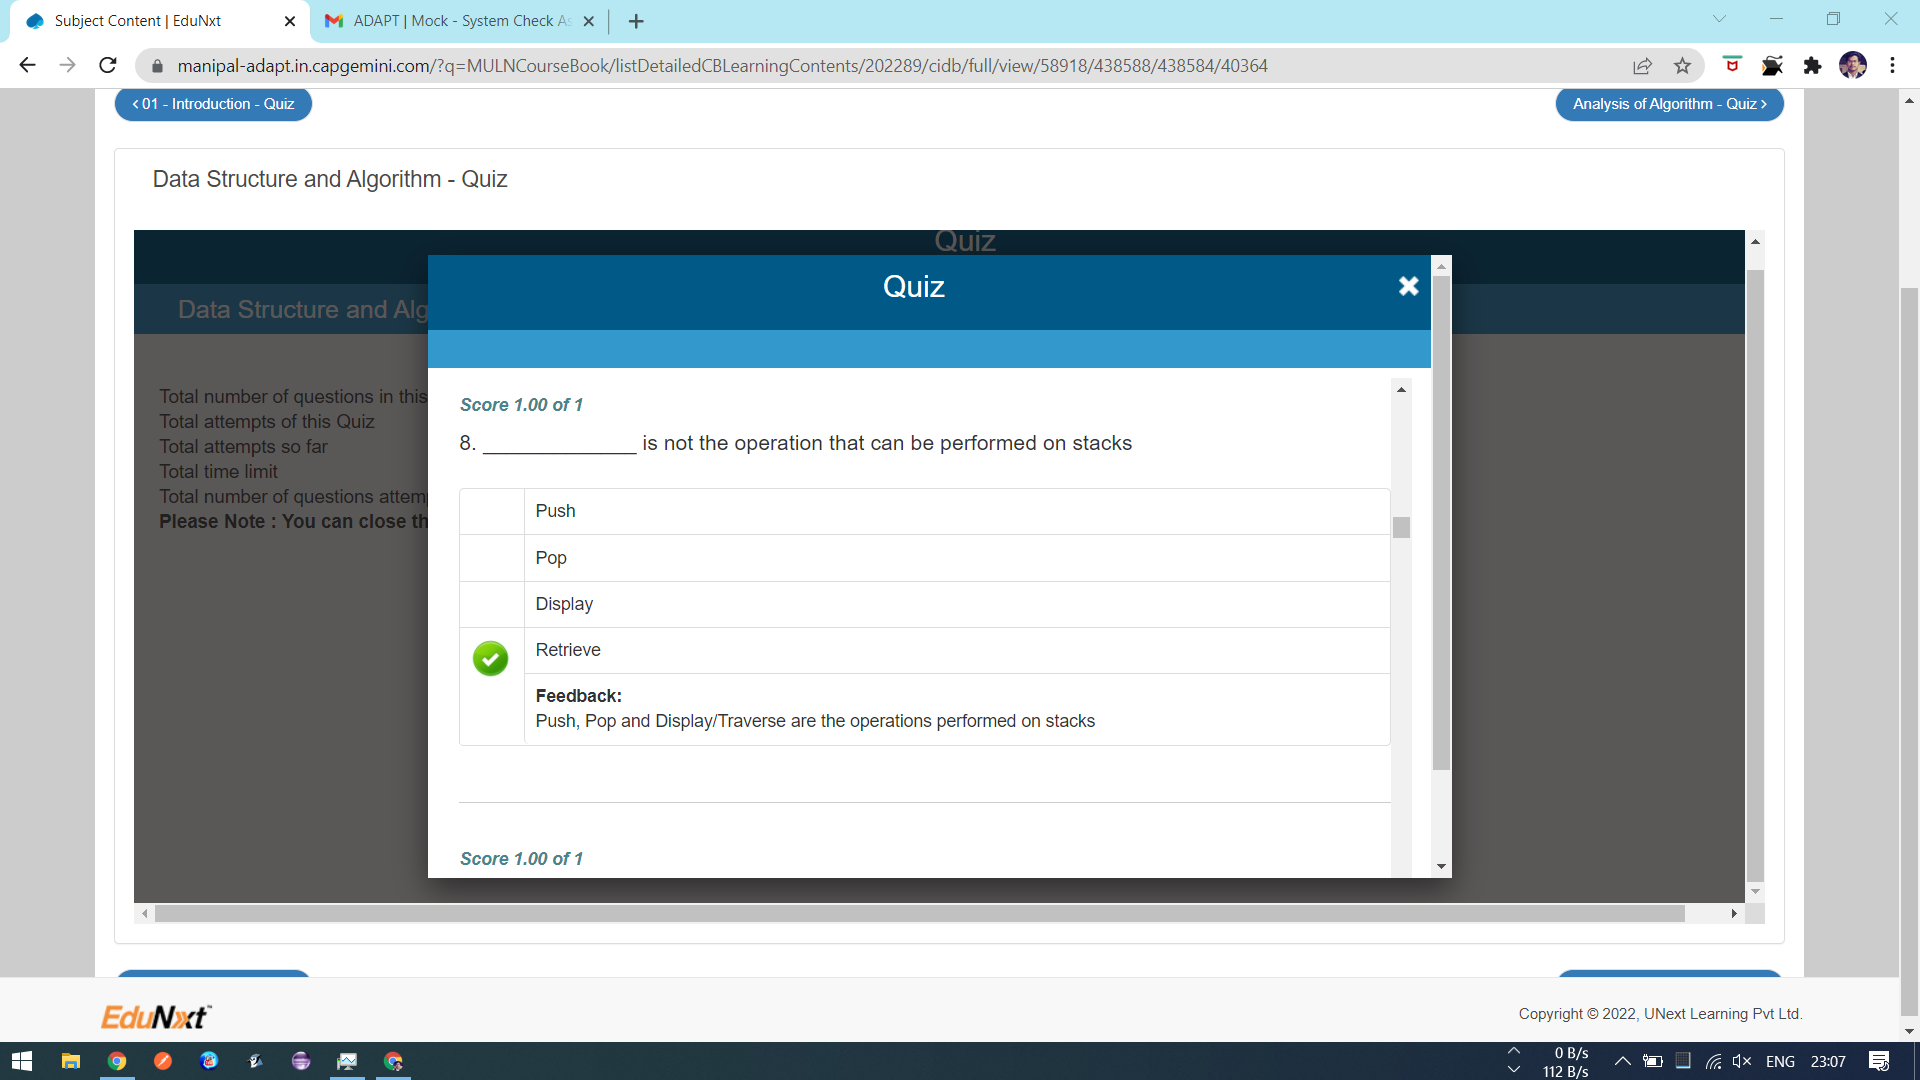 Subject Content | EduNxt
ADAPT | Mock - System Check As
manipal-adapt.in.capgemini.com/?q=MULNCourseBook/listDetailedCBLearningContents/202289/cidb/full/view/58918/438588/438584/40364
01 - Introduction - Quiz
Analysis of Algorithm - Quiz
Data Structure and Algorithm - Quiz
Quiz
Data Structure and Alg
Total number of questions in this
Total attempts of this Quiz
Total attempts so far
Total time limit
Total number of questions attem
Please Note : You can close th
Quiz
Score 1.00 of 1
8. ______________ is not the operation that can be performed on stacks
Push
Pop
Display
Retrieve
Feedback:
Push, Pop and Display/Traverse are the operations performed on stacks
Score 1.00 of 1
EduNxt™
Copyright © 2022, UNext Learning Pvt Ltd.
0 B/s
112 B/s
ENG
23:07